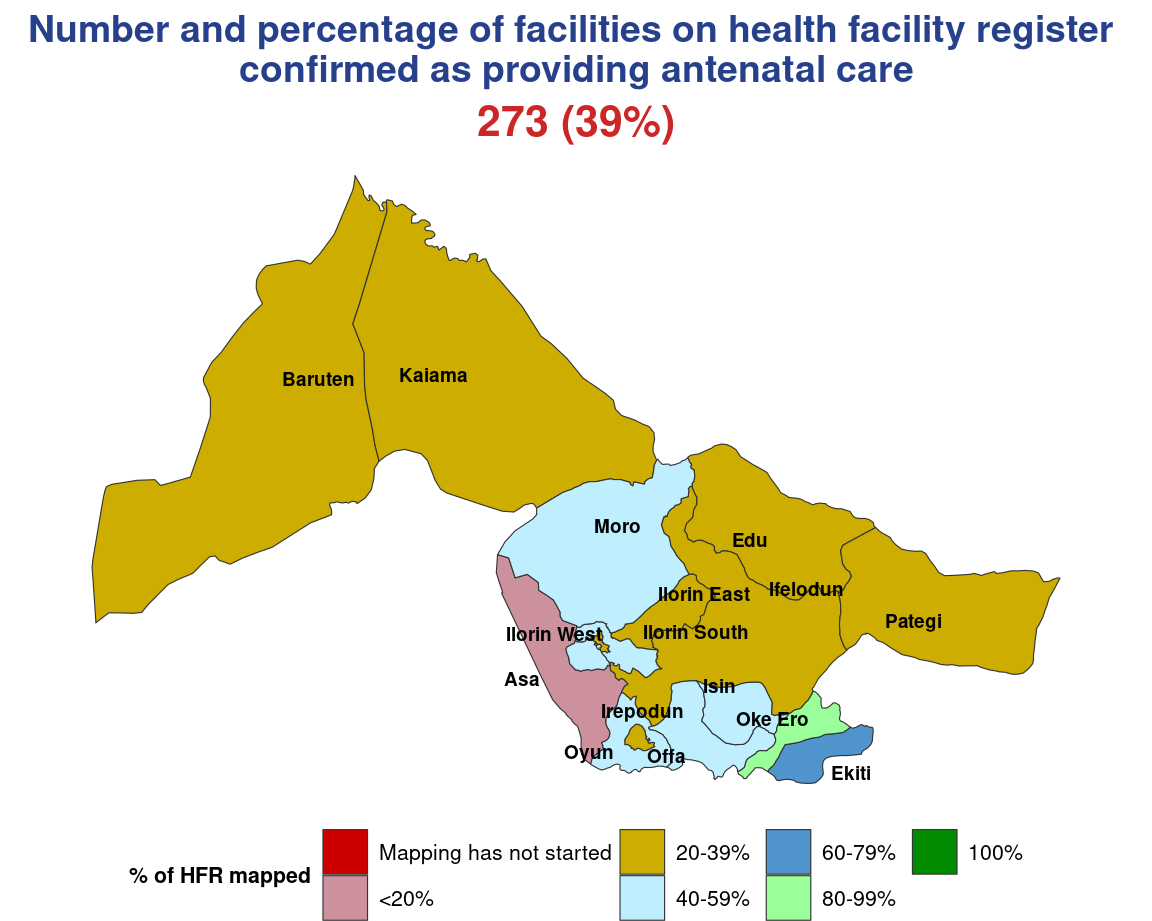 Number and percentage of facilities on health facility register
confirmed as providing antenatal care
273 (39%)
Baruten
Kaiama
Moro
Edu
Ifelodun
Ilorin East
Pategi
Ilorin West
Ilorin South
Asa
Isin
Irepodun
Oke Ero
Oyun
Offa
Ekiti
% of HFR mapped
Mapping has not started
<20%
20-39%
40-59%
60-79%
80-99%
100%